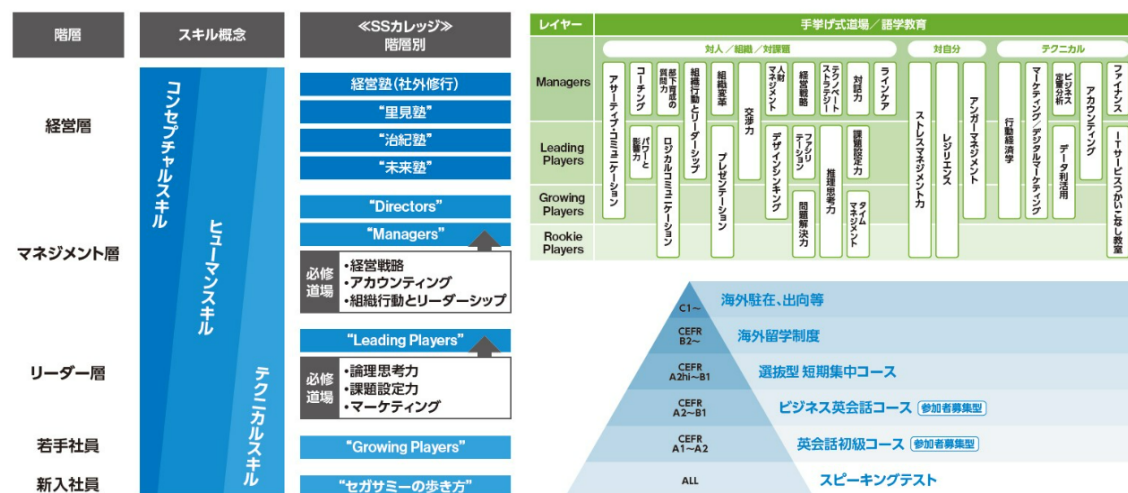 階層
スキル概念
≪SSカレッジ≫
階層別
経営層
マネジメント層
リーダー層
若手社員
新入社員
コンセプチャルスキル
ヒューマンスキル
テクニカルスキル
経営塾(社外修行)
“里見塾”
“治紀塾”
“未来塾”
“Directors”
“Managers”
必修
道場
・経営戦略
・アカウンティング
・組織行動とリーダーシップ
“Leading Players”
必修
道場
・論理思考力
・課題設定力
・マーケティング
“Growing Players”
“セガサミーの歩き方”
レイヤー
手挙げ式道場/語学教育
対人/組織/対課題
対自分
テクニカル
Managers
Leading
Players
Growing
Players
Rookie
Players
アサーティブ・コミュニケーション
コーチング
パワーと
影響力
部下育成の
質問力
ロジカルコミュニケーション
組織行動とリーダーシップ
組織変革
プレゼンテーション
交渉力
人財
マネジメント
デザインシンキング
経営戦略
ファシリ
テーション
問題解決力
テクノベート
ストラテジー
推理思考力
対話力
課題設定力
タイム
マネジメント
ラインケア
ストレスマネジメント力
レジリエンス
アンガーマネジメント
行動経済学
マーケティング/デジタルマーケティング
ビジネス
定量分析
データ利活用
アカウンティング
ファイナンス
ITサービスつかいこなし教室
C1~
海外駐在、出向等
CEFR
B2~
海外留学制度
CEFR
A2hi~B1
選抜型 短期集中コース
CEFR
A2~B1
ビジネス英会話コース 参加者募集型
CEFR
A1~A2
英会話初級コース 参加者募集型
ALL
スピーキングテスト